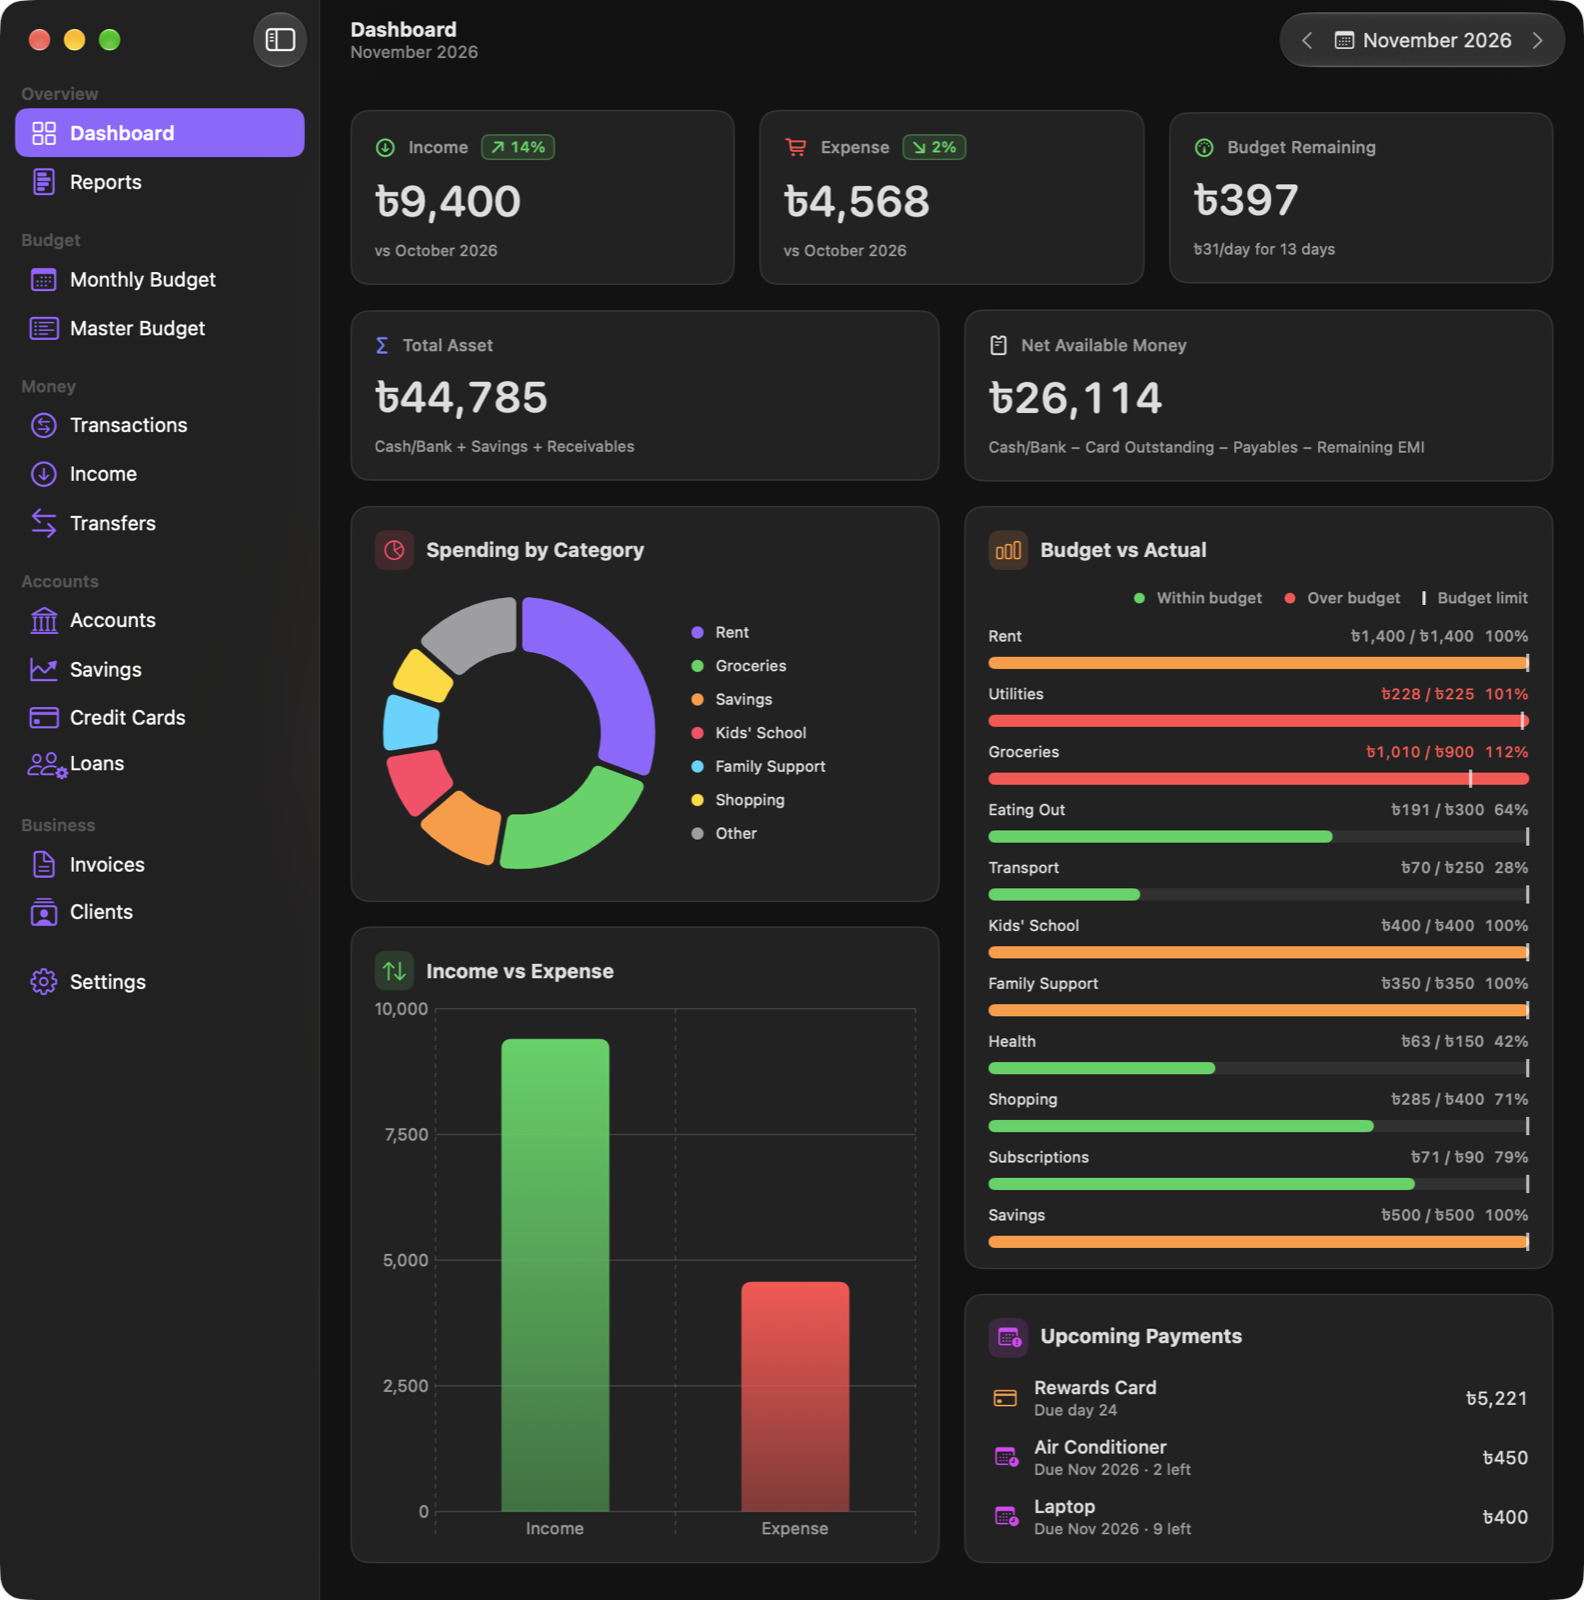 Overview
Dashboard
Reports
Budget
Monthly Budget
Master Budget
Money
Transactions
Income
Transfers
Accounts
Accounts
Savings
Credit Cards
Loans
Business
Invoices
Clients
Settings
Dashboard
November 2026
November 2026
Income 14%
৳9,400
vs October 2026
Expense 2%
৳4,568
vs October 2026
Budget Remaining
৳397
৳31/day for 13 days
Total Asset
৳44,785
Cash/Bank + Savings + Receivables
Net Available Money
৳26,114
Cash/Bank – Card Outstanding – Payables – Remaining EMI
Spending by Category
Rent
Groceries
Savings
Kids' School
Family Support
Shopping
Other
Income vs Expense
10,000
7,500
5,000
2,500
0
Income Expense
Budget vs Actual
Within budget Over budget Budget limit
Rent ৳1,400 / ৳1,400 100%
Utilities ৳228 / ৳225 101%
Groceries ৳1,010 / ৳900 112%
Eating Out ৳191 / ৳300 64%
Transport ৳70 / ৳250 28%
Kids' School ৳400 / ৳400 100%
Family Support ৳350 / ৳350 100%
Health ৳63 / ৳150 42%
Shopping ৳285 / ৳400 71%
Subscriptions ৳71 / ৳90 79%
Savings ৳500 / ৳500 100%
Upcoming Payments
Rewards Card
Due day 24
৳5,221
Air Conditioner
Due Nov 2026 · 2 left
৳450
Laptop
Due Nov 2026 · 9 left
৳400